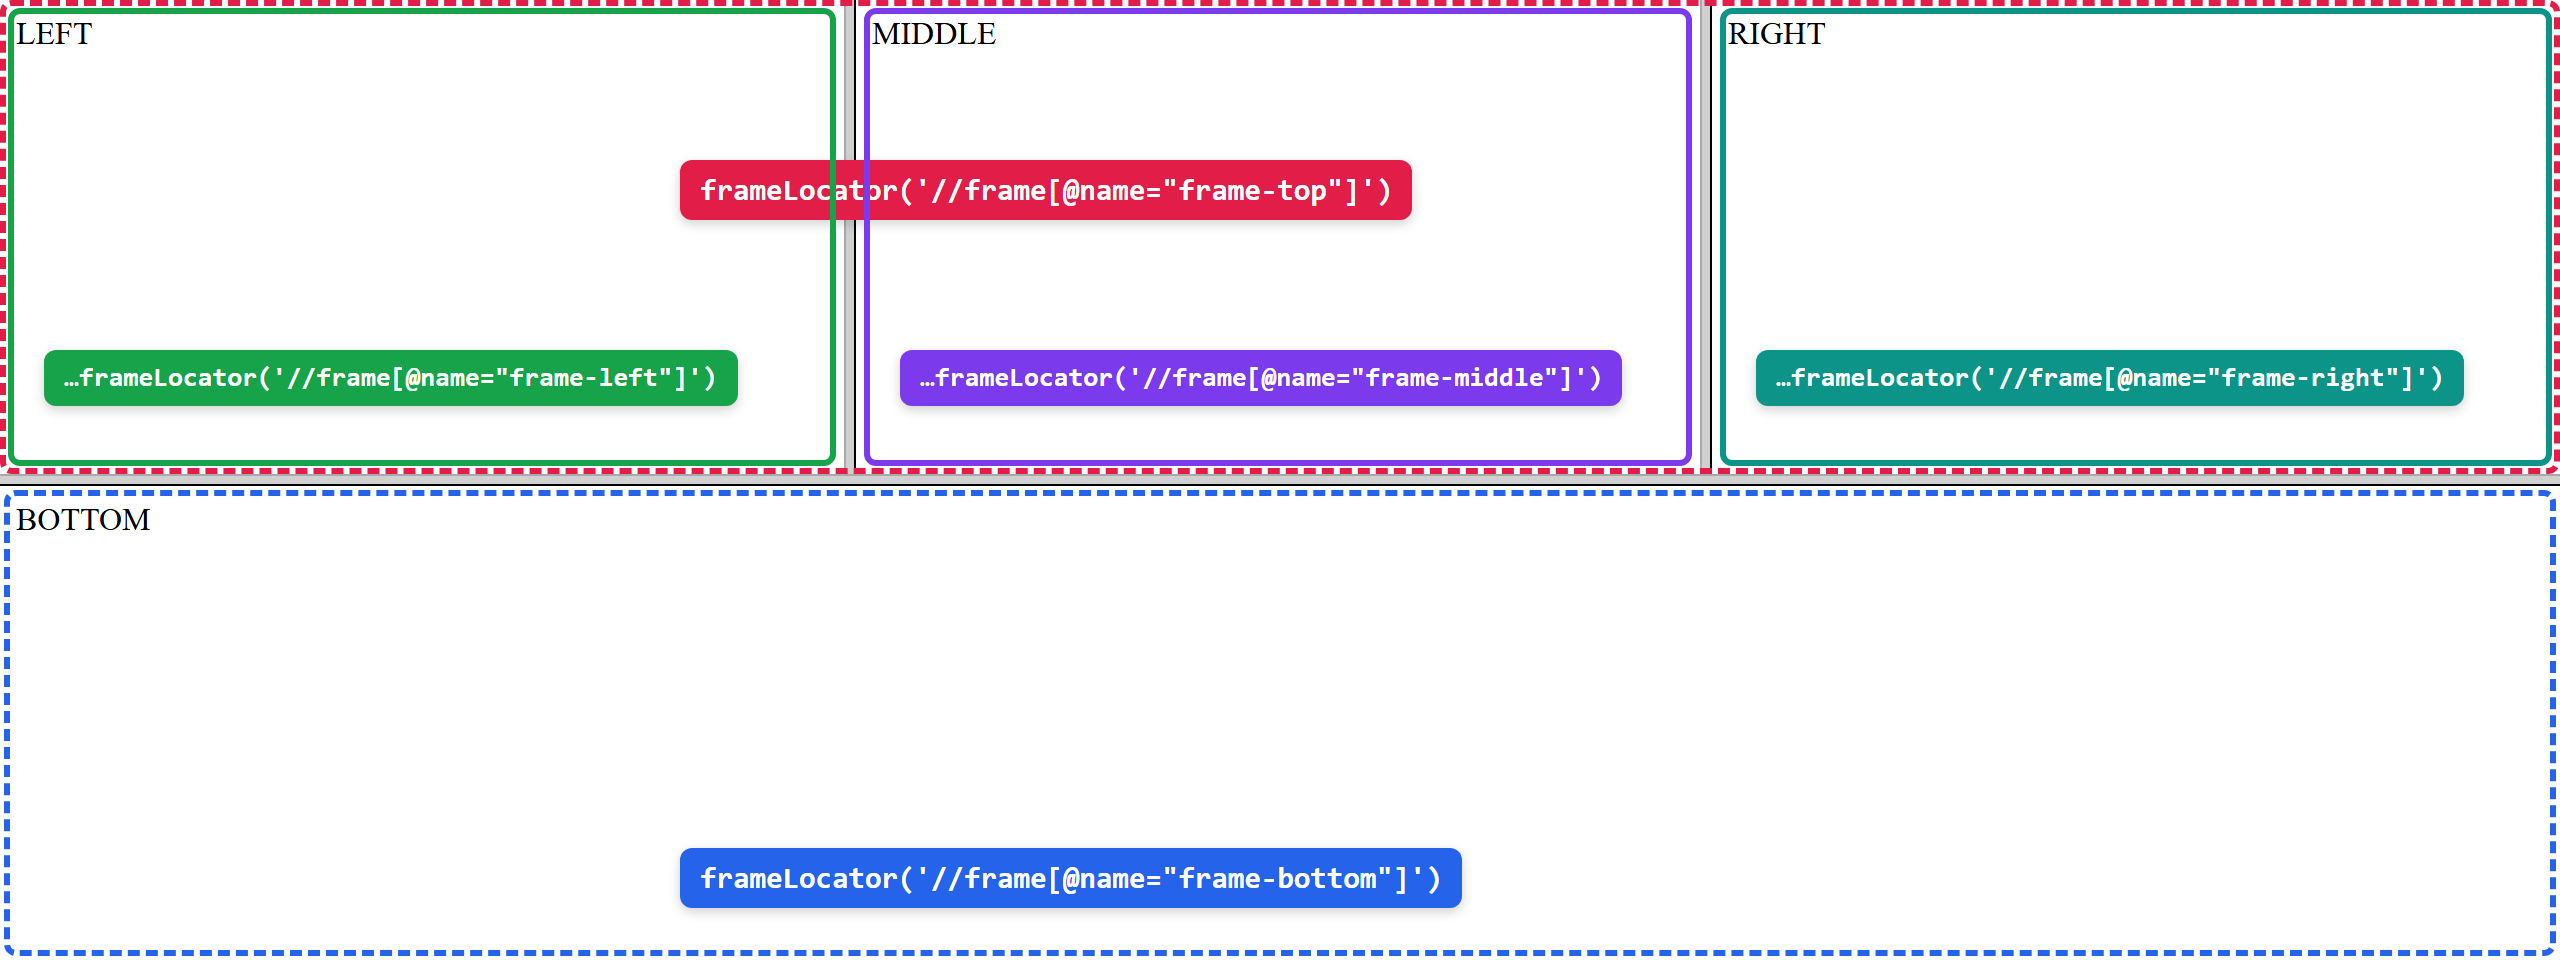 LEFT
MIDDLE
RIGHT
frameLocator('//frame[@name="frame-top"]')
…frameLocator('//frame[@name="frame-left"]')
…frameLocator('//frame[@name="frame-middle"]')
…frameLocator('//frame[@name="frame-right"]')
BOTTOM
frameLocator('//frame[@name="frame-bottom"]')